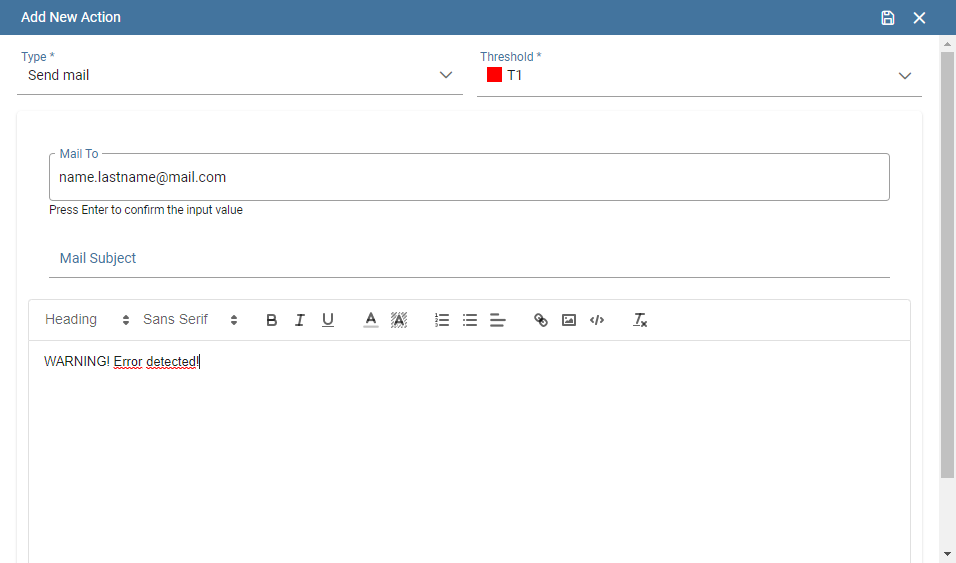 Add New Action
Type *
Send mail
Threshold *
T1
Mail To
name.lastname@mail.com
Press Enter to confirm the input value
Mail Subject
Heading Sans Serif B I U A A
WARNING! Error detected!